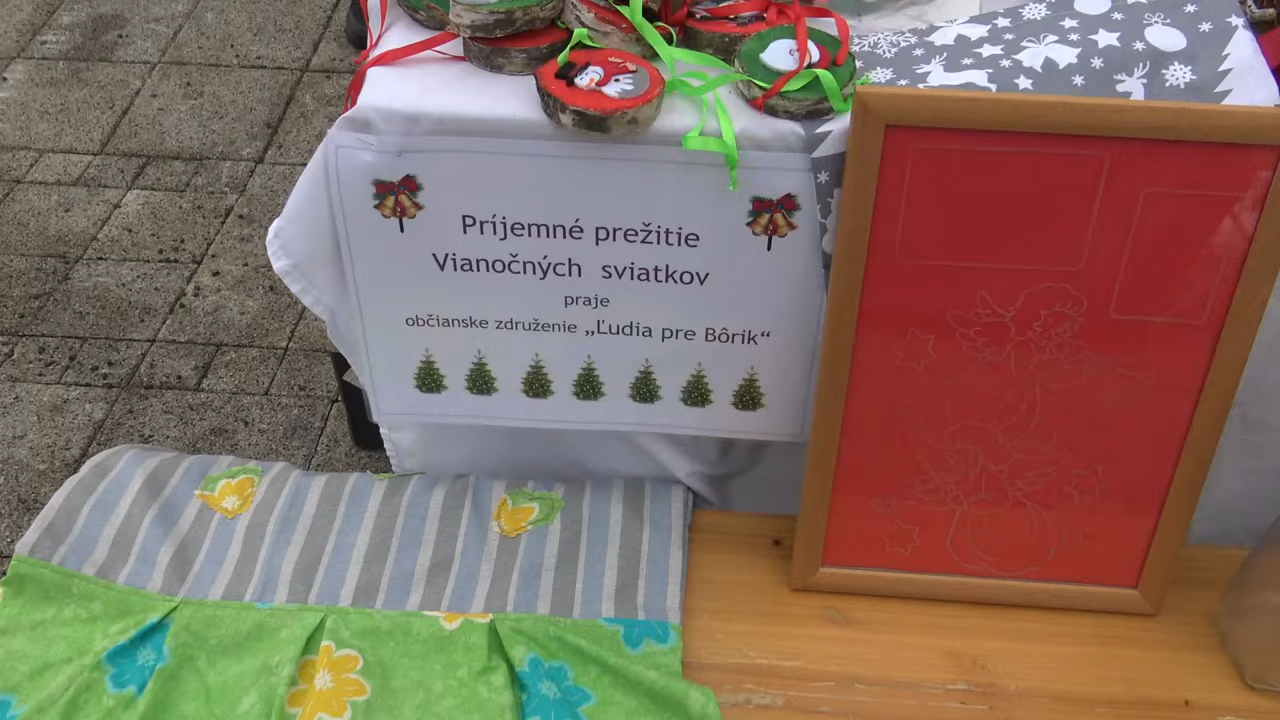 Príjemné prežitie
Vianočných sviatkov
praje
občianske združenie „Ľudia pre Bôrik“